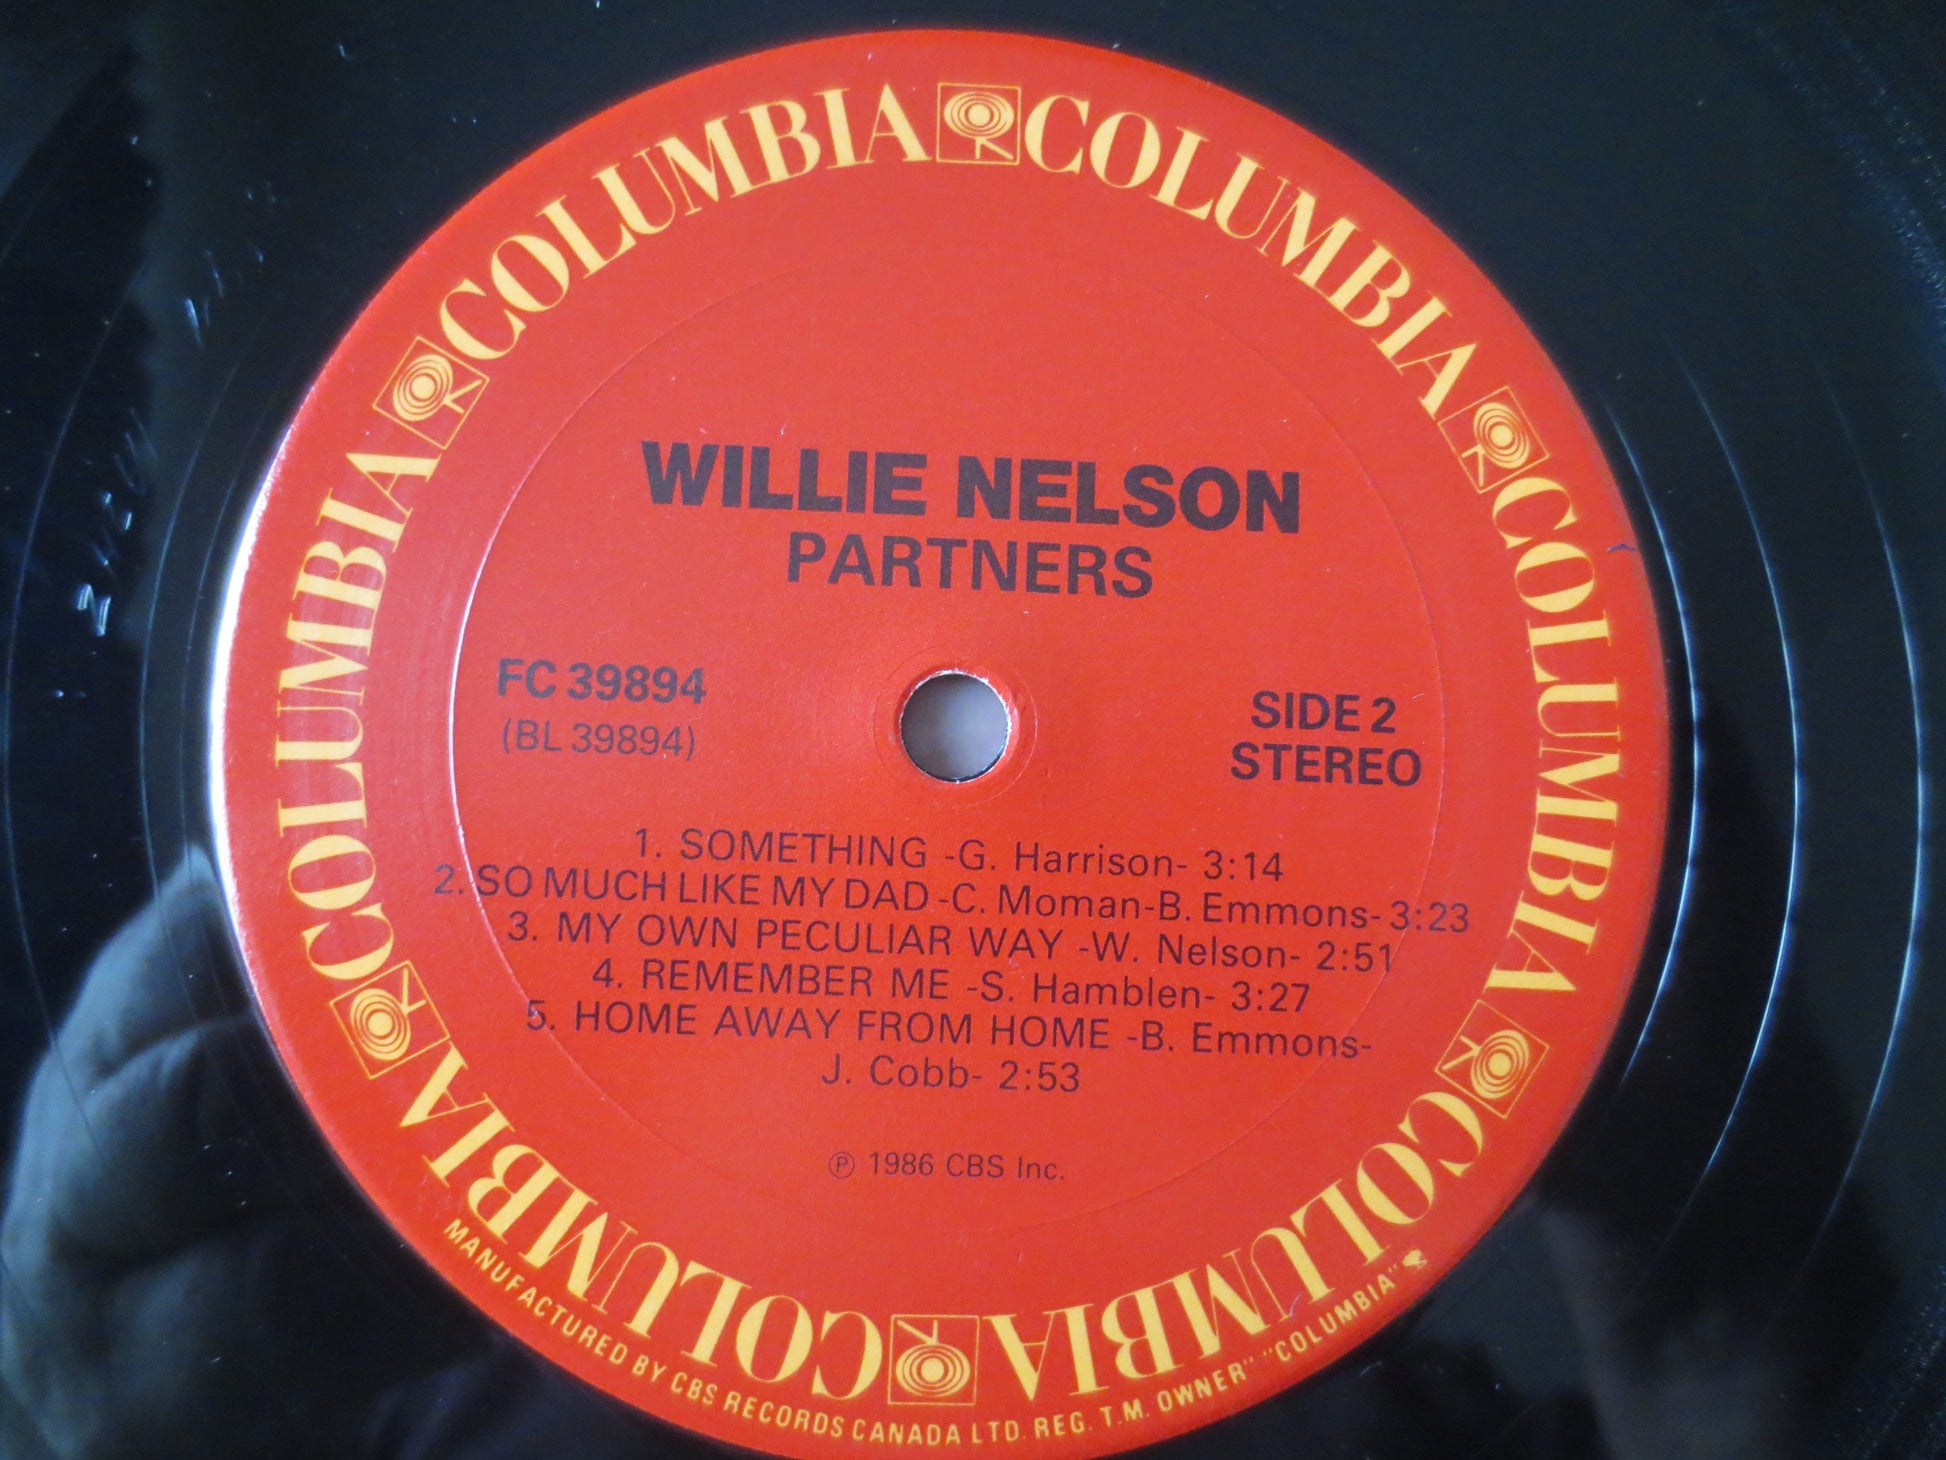 COLUMBIA COLUMBIA COLUMBIA COLUMBIA COLUMBIA COLUMBIA COLUMBIA COLUMBIA
WILLIE NELSON
PARTNERS
FC 39894
(BL 39894)
SIDE 2
STEREO
1. SOMETHING -G. Harrison- 3:14
2. SO MUCH LIKE MY DAD -C. Moman-B. Emmons- 3:23
3. MY OWN PECULIAR WAY -W. Nelson- 2:51
4. REMEMBER ME -S. Hamblen- 3:27
5. HOME AWAY FROM HOME -B. Emmons-
J. Cobb- 2:53
℗ 1986 CBS Inc.
MANUFACTURED BY CBS RECORDS CANADA LTD. REG. T.M. OWNER" "COLUMBIA"